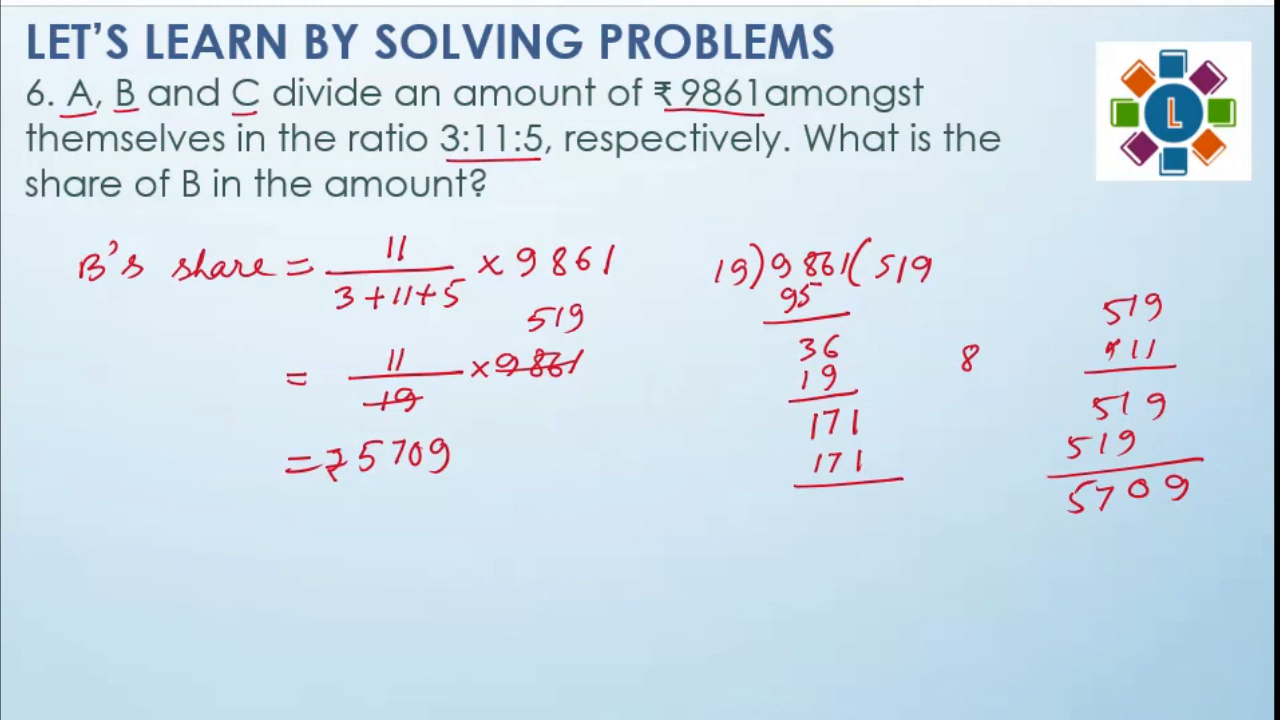 LET'S LEARN BY SOLVING PROBLEMS
6. A, B and C divide an amount of ₹ 9861 amongst
themselves in the ratio 3:11:5, respectively. What is the
share of B in the amount?
L
B's share = 11/(3+11+5) × 9861
519
= 11/19 × 9861
= ₹ 5709
19)9861(519
95
36
19
171
171
8
519
×11
519
519
5709